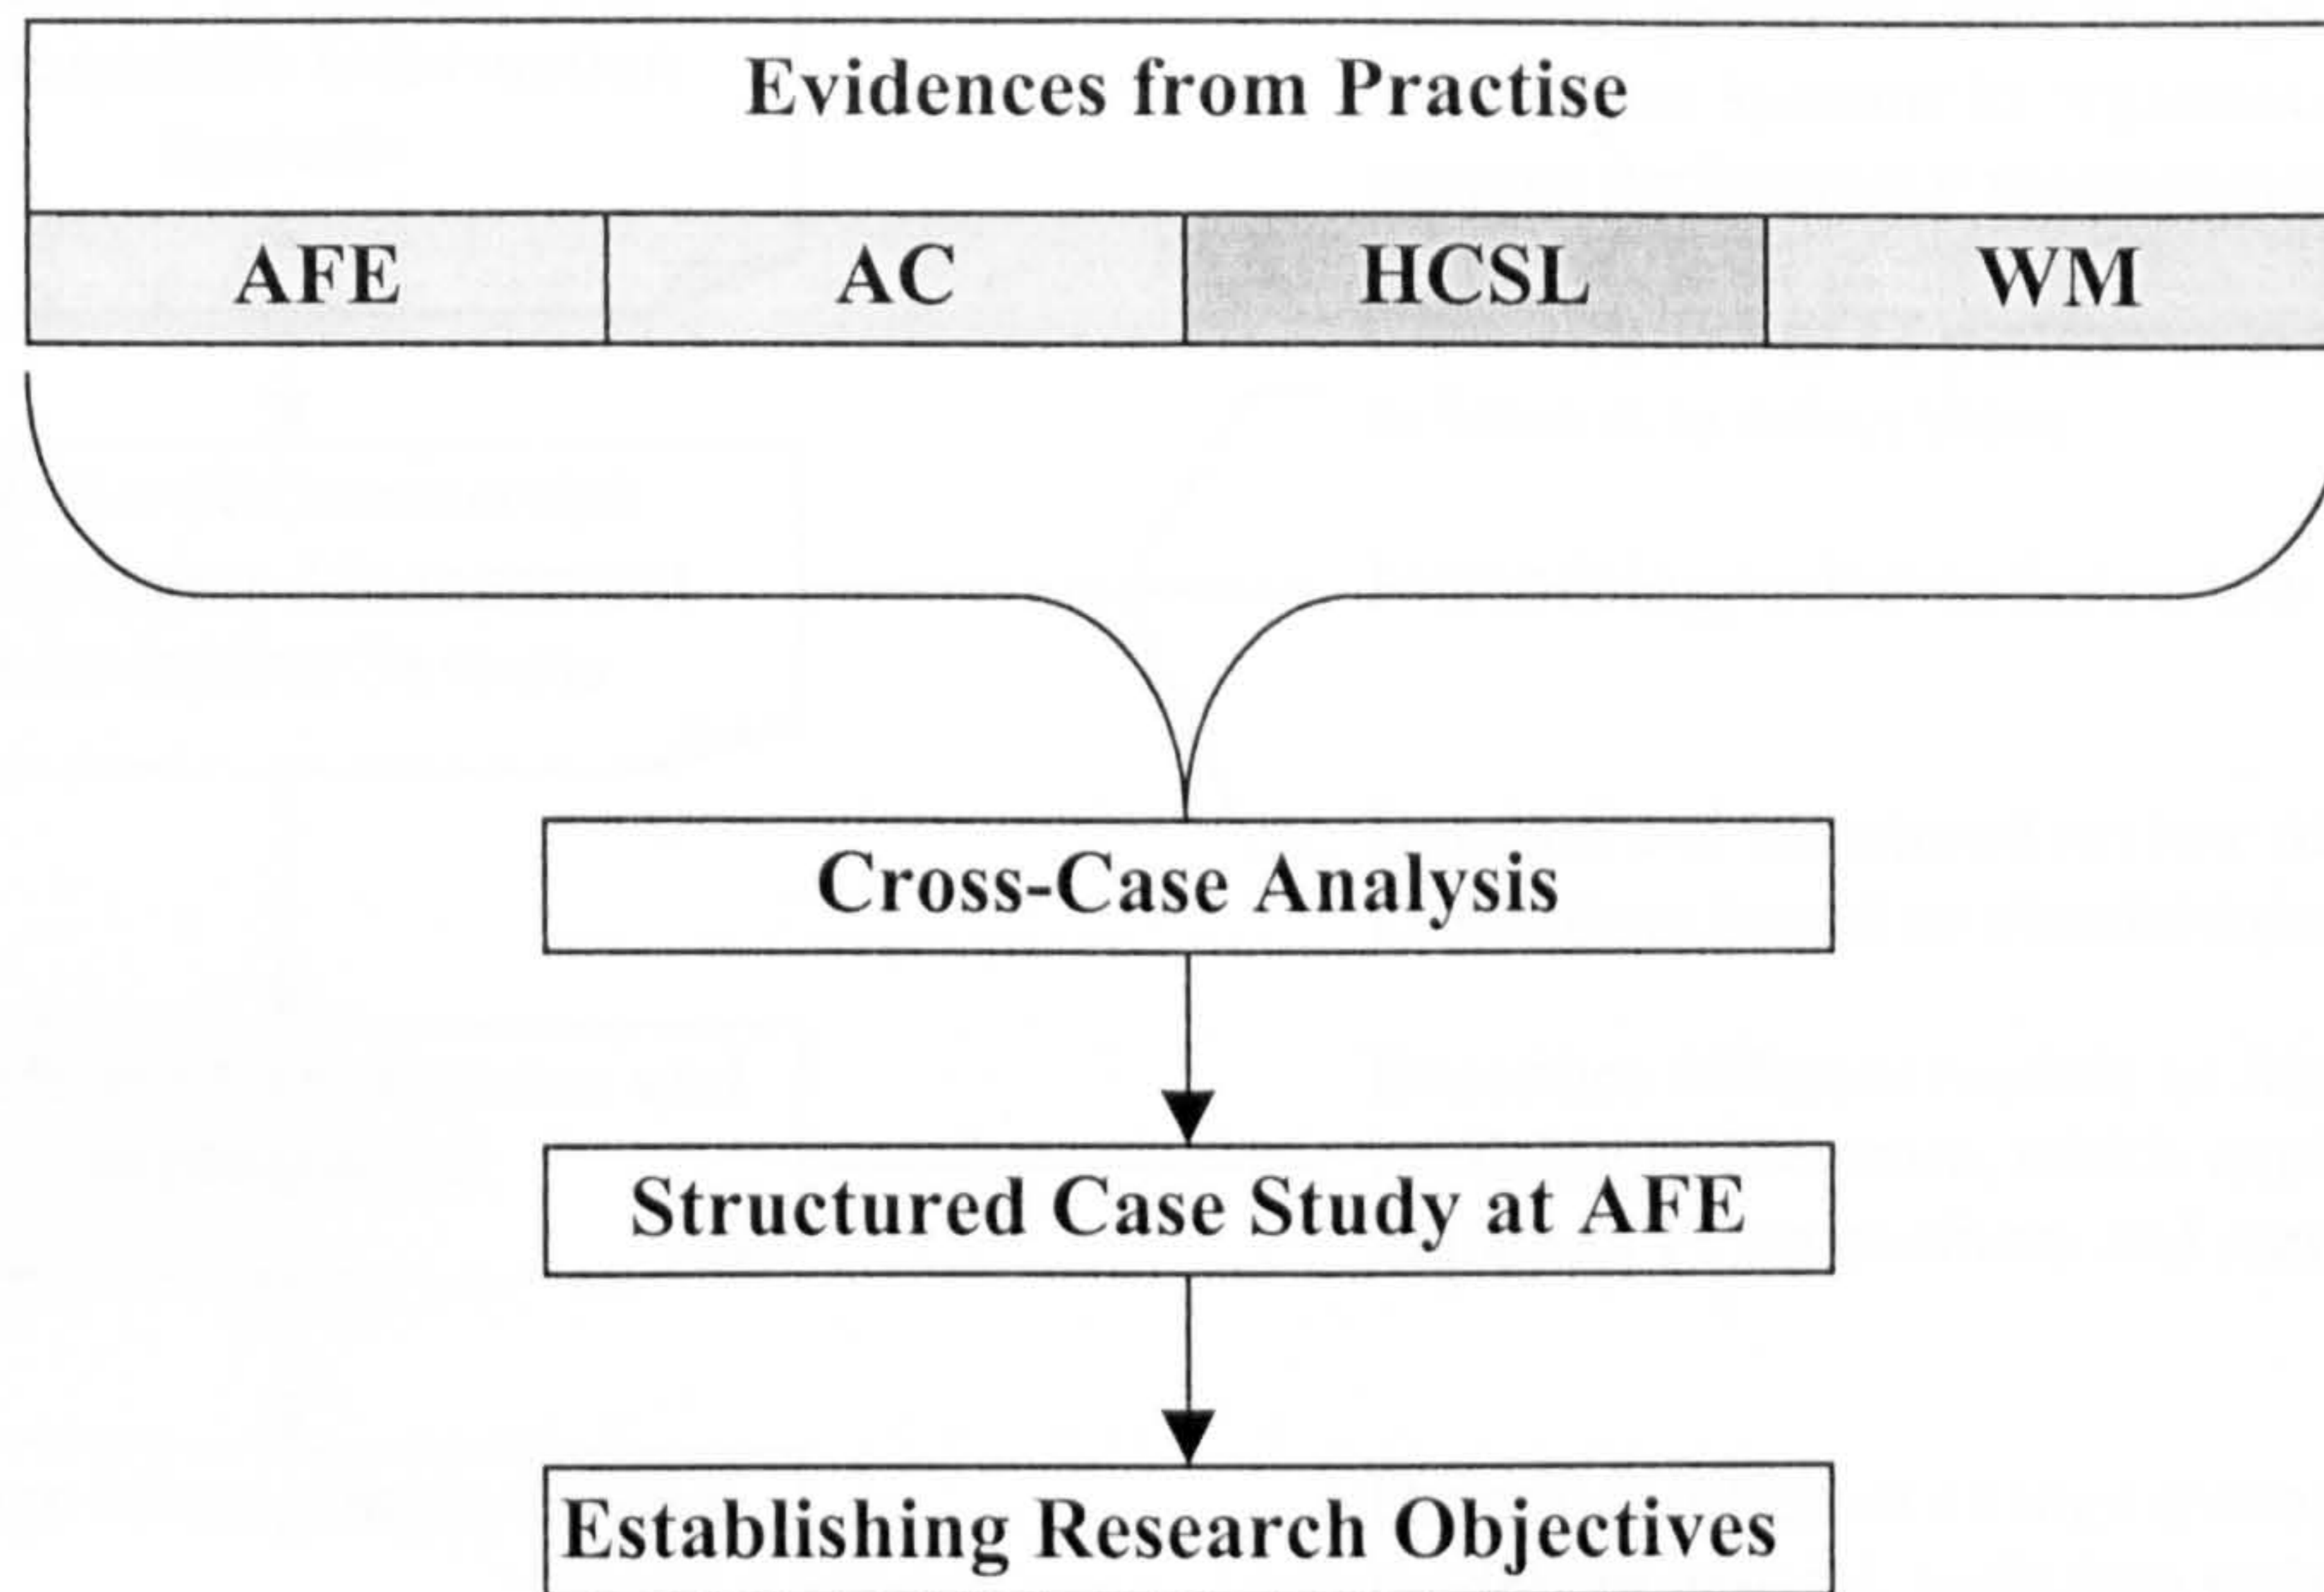 Evidences from Practise
AFE AC HCSL WM
Cross-Case Analysis
Structured Case Study at AFE
Establishing Research Objectives